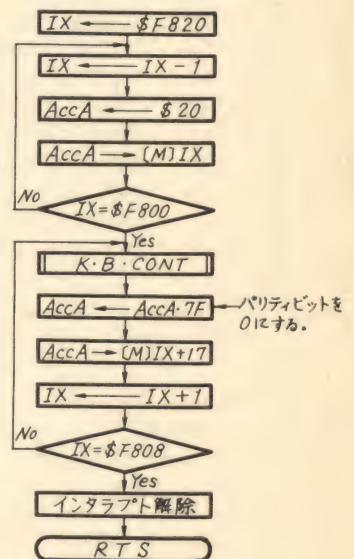 IX ← $F820
IX ← IX-1
AccA ← $20
AccA → [M]IX
No
IX=$F800
Yes
K・B・CONT
AccA ← AccA・7F
パリティビットを
0にする。
AccA → [M]IX+17
IX ← IX+1
No
IX=$F808
Yes
インタラプト解除
RTS